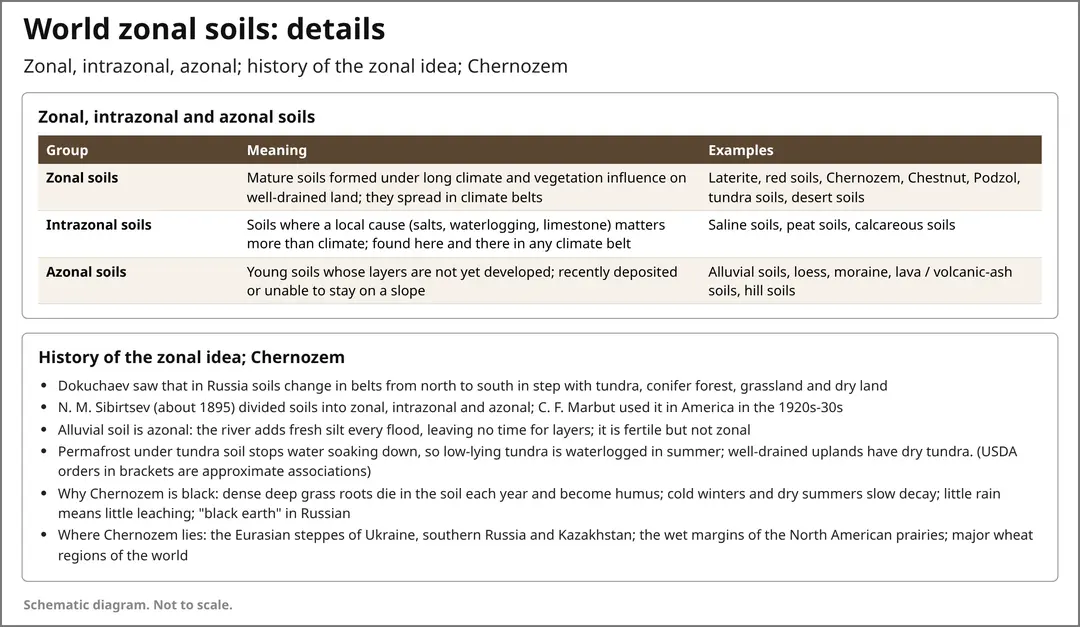 World zonal soils: details
Zonal, intrazonal, azonal; history of the zonal idea; Chernozem
Zonal, intrazonal and azonal soils
Group Meaning Examples
Zonal soils Mature soils formed under long climate and vegetation influence on Laterite, red soils, Chernozem, Chestnut, Podzol,
well-drained land; they spread in climate belts tundra soils, desert soils
Intrazonal soils Soils where a local cause (salts, waterlogging, limestone) matters Saline soils, peat soils, calcareous soils
more than climate; found here and there in any climate belt
Azonal soils Young soils whose layers are not yet developed; recently deposited Alluvial soils, loess, moraine, lava / volcanic-ash
or unable to stay on a slope soils, hill soils
History of the zonal idea; Chernozem
• Dokuchaev saw that in Russia soils change in belts from north to south in step with tundra, conifer forest, grassland and dry land
• N. M. Sibirtsev (about 1895) divided soils into zonal, intrazonal and azonal; C. F. Marbut used it in America in the 1920s-30s
• Alluvial soil is azonal: the river adds fresh silt every flood, leaving no time for layers; it is fertile but not zonal
• Permafrost under tundra soil stops water soaking down, so low-lying tundra is waterlogged in summer; well-drained uplands have dry tundra. (USDA
orders in brackets are approximate associations)
• Why Chernozem is black: dense deep grass roots die in the soil each year and become humus; cold winters and dry summers slow decay; little rain
means little leaching; "black earth" in Russian
• Where Chernozem lies: the Eurasian steppes of Ukraine, southern Russia and Kazakhstan; the wet margins of the North American prairies; major wheat
regions of the world
Schematic diagram. Not to scale.